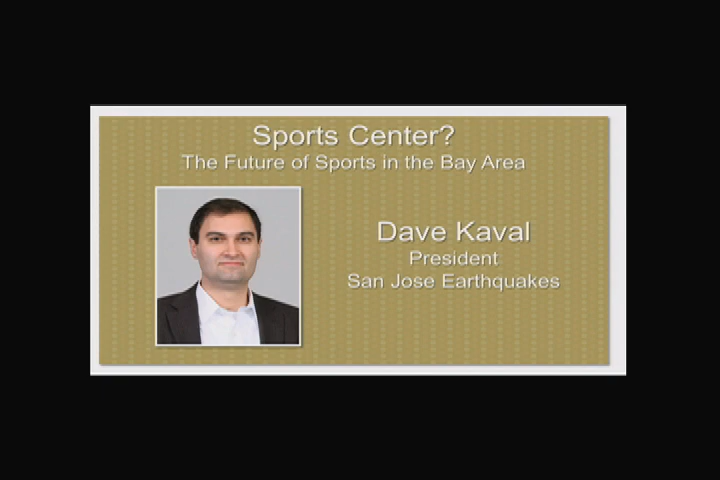 Sports Center?
The Future of Sports in the Bay Area
Dave Kaval
President
San Jose Earthquakes